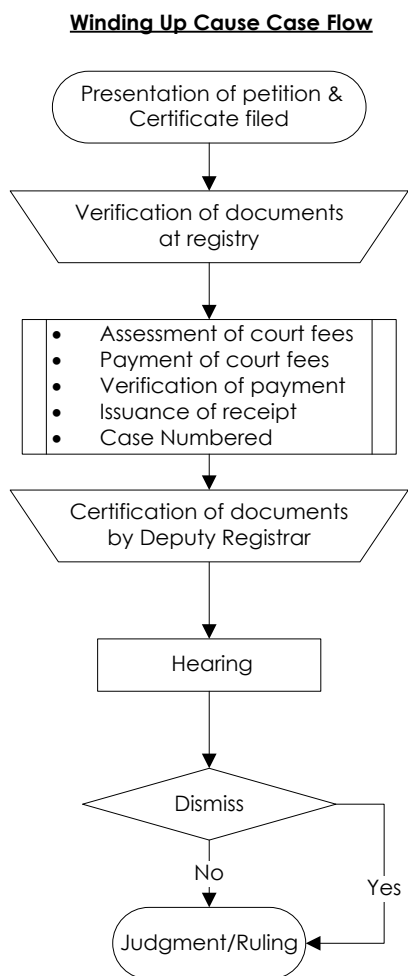 Winding Up Cause Case Flow
Presentation of petition &
Certificate filed
Verification of documents
at registry
• Assessment of court fees
• Payment of court fees
• Verification of payment
• Issuance of receipt
• Case Numbered
Certification of documents
by Deputy Registrar
Hearing
Dismiss
No
Yes
Judgment/Ruling